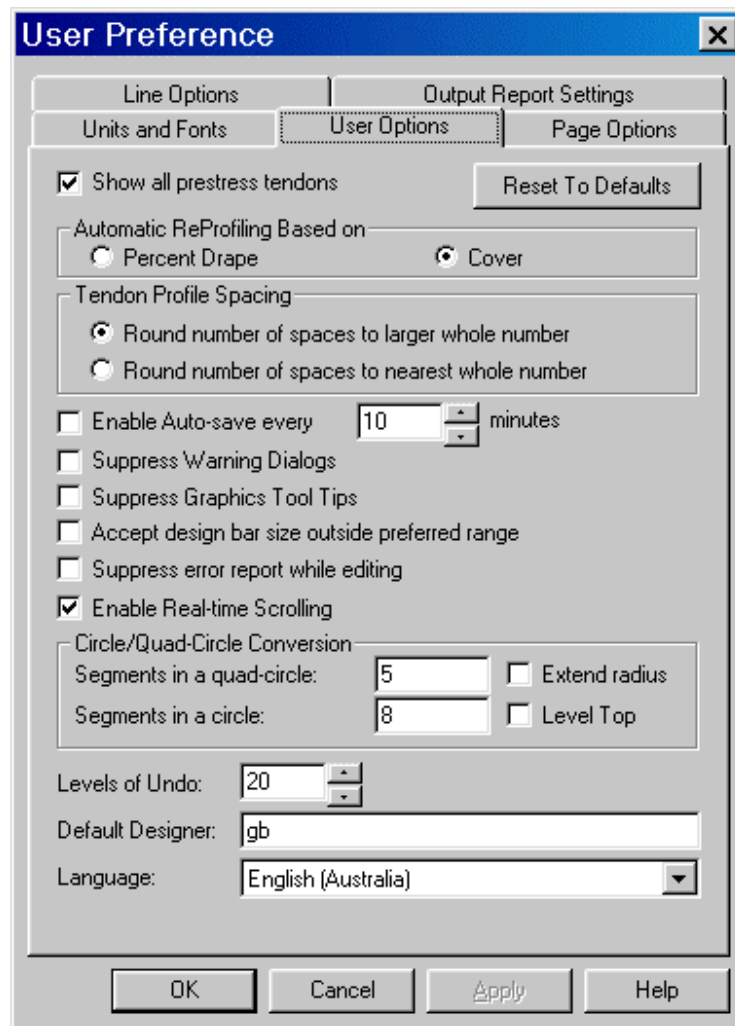 User Preference
Line Options Output Report Settings
Units and Fonts User Options Page Options
Show all prestress tendons Reset To Defaults
Automatic ReProfiling Based on
Percent Drape Cover
Tendon Profile Spacing
Round number of spaces to larger whole number
Round number of spaces to nearest whole number
Enable Auto-save every 10 minutes
Suppress Warning Dialogs
Suppress Graphics Tool Tips
Accept design bar size outside preferred range
Suppress error report while editing
Enable Real-time Scrolling
Circle/Quad-Circle Conversion
Segments in a quad-circle: 5 Extend radius
Segments in a circle: 8 Level Top
Levels of Undo: 20
Default Designer: gb
Language: English (Australia)
OK Cancel Apply Help